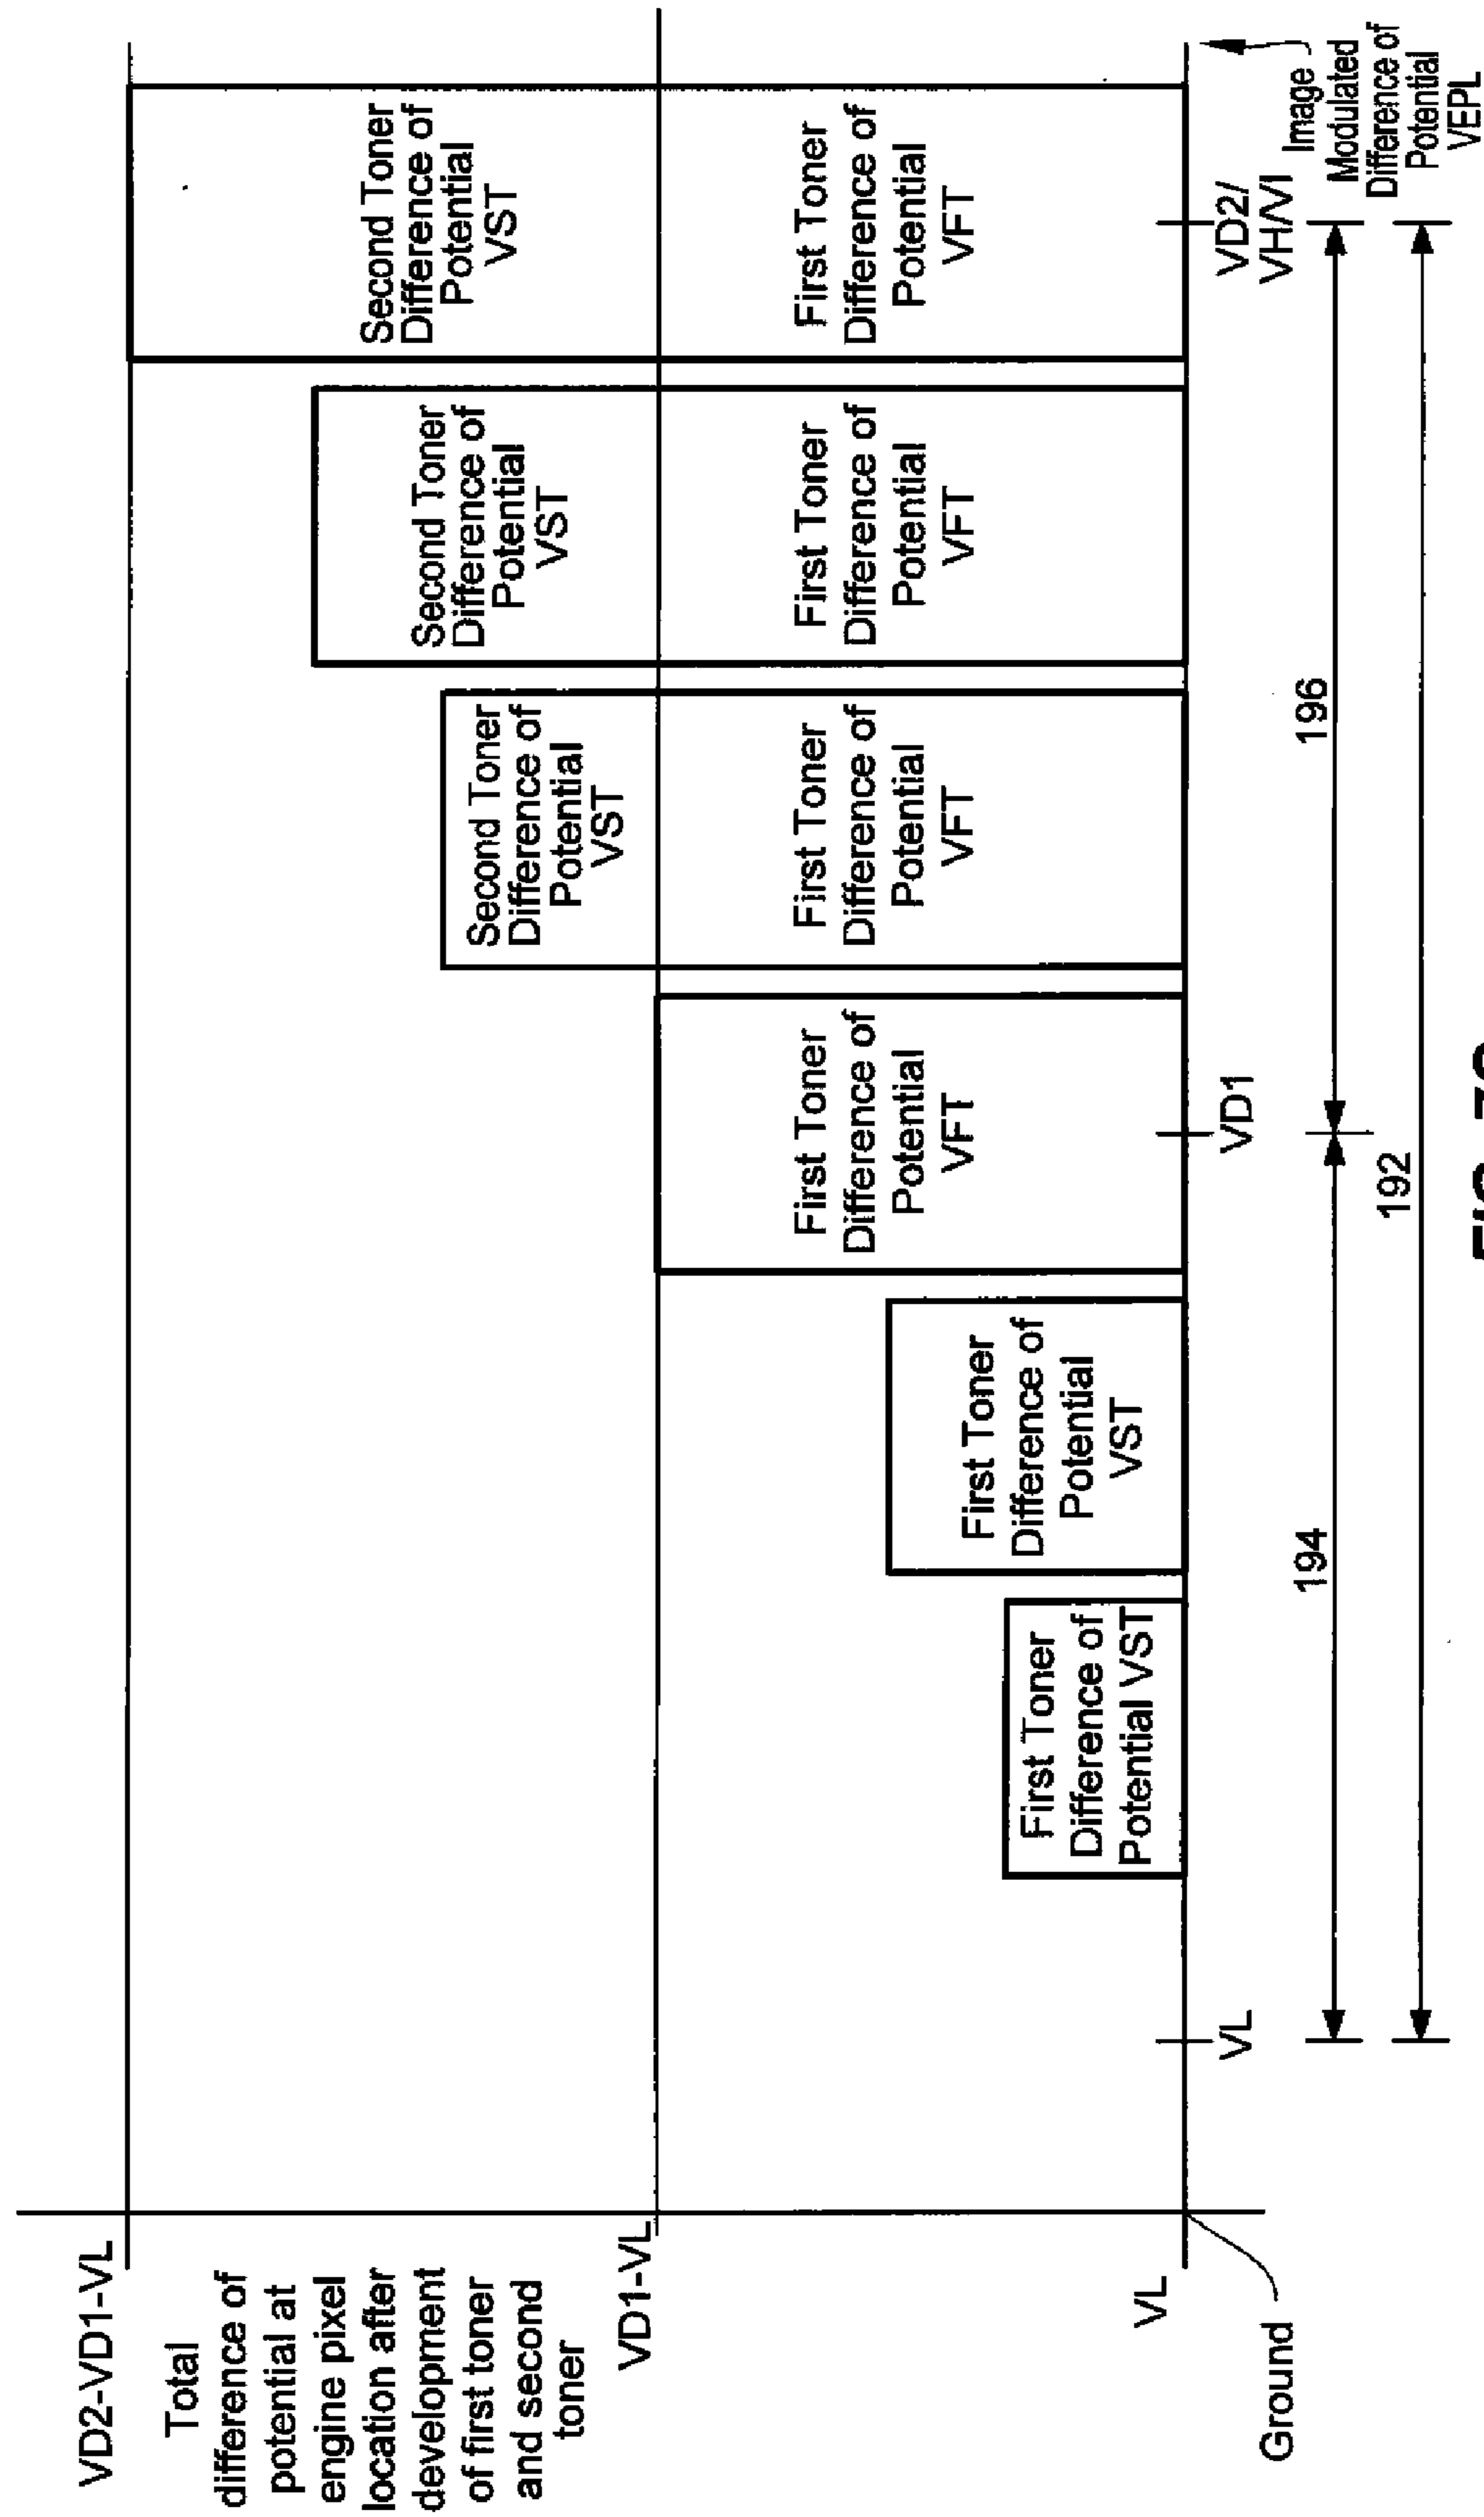 VD2-VD1-VL
Total
difference of
potential at
engine pixel
location after
development
of first toner
and second
toner
VD1-VL
VL
Ground
First Toner
Difference of
Potential VST
First Toner
Difference of
Potential
VST
First Toner
Difference of
Potential
VFT
Second Toner
Difference of
Potential
VST
First Toner
Difference of
Potential
VFT
Second Toner
Difference of
Potential
VST
First Toner
Difference of
Potential
VFT
Second Toner
Difference of
Potential
VST
First Toner
Difference of
Potential
VFT
VL
VD1
VD2/
VH/VI
Image
Modulated
Difference of
Potential
VEPL
194
196
192